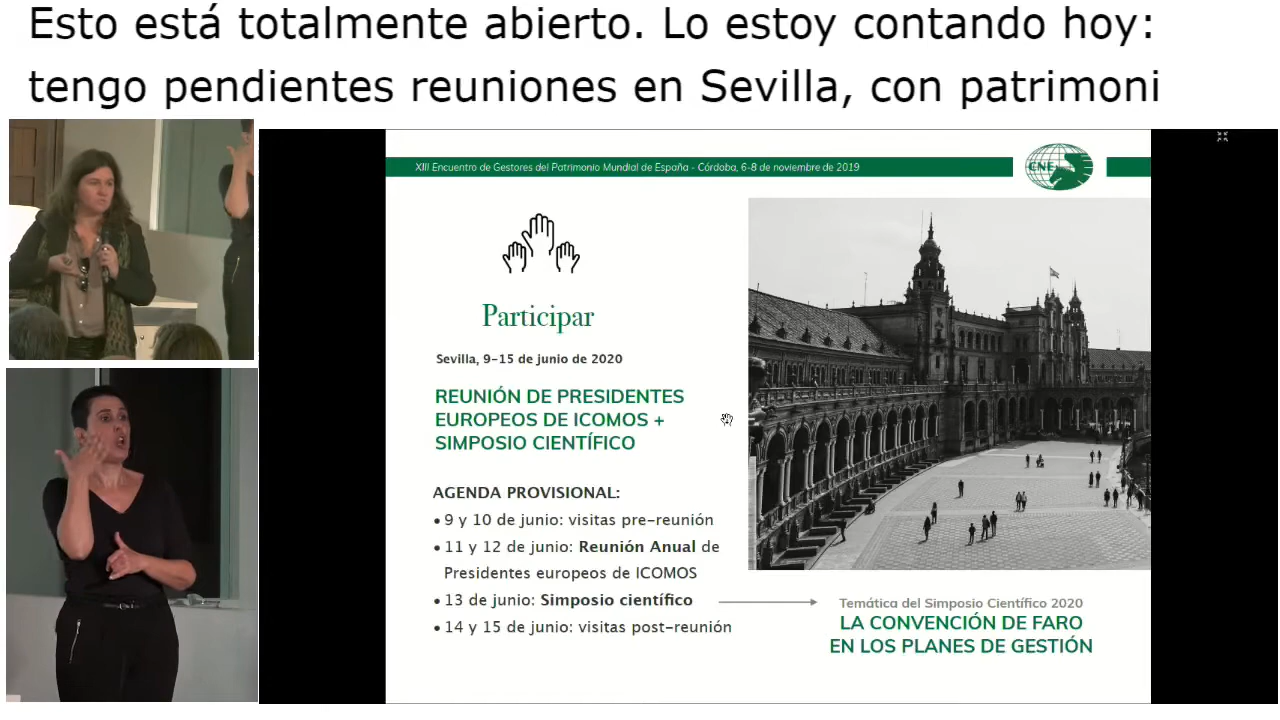 Esto está totalmente abierto. Lo estoy contando hoy:
tengo pendientes reuniones en Sevilla, con patrimoni
XIII Encuentro de Gestores del Patrimonio Mundial de España - Córdoba, 6-8 de noviembre de 2019
CNE
Participar
Sevilla, 9-15 de junio de 2020
REUNIÓN DE PRESIDENTES
EUROPEOS DE ICOMOS +
SIMPOSIO CIENTÍFICO
AGENDA PROVISIONAL:
• 9 y 10 de junio: visitas pre-reunión
• 11 y 12 de junio: Reunión Anual de
Presidentes europeos de ICOMOS
• 13 de junio: Simposio científico
• 14 y 15 de junio: visitas post-reunión
Temática del Simposio Científico 2020
LA CONVENCIÓN DE FARO
EN LOS PLANES DE GESTIÓN